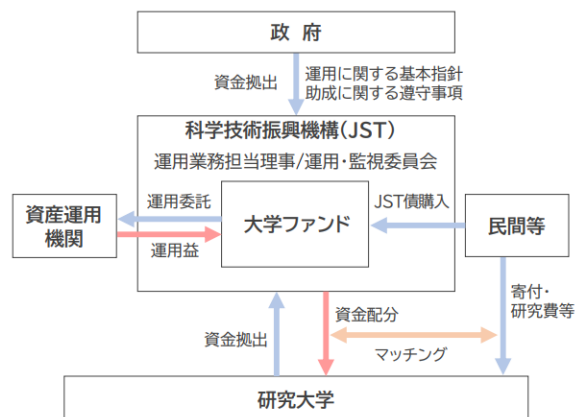 政 府
資金拠出
運用に関する基本指針
助成に関する遵守事項
科学技術振興機構(JST)
運用業務担当理事/運用・監視委員会
資産運用
機関
運用委託
運用益
大学ファンド
JST債購入
民間等
寄付・
研究費等
資金拠出
資金配分
マッチング
研究大学